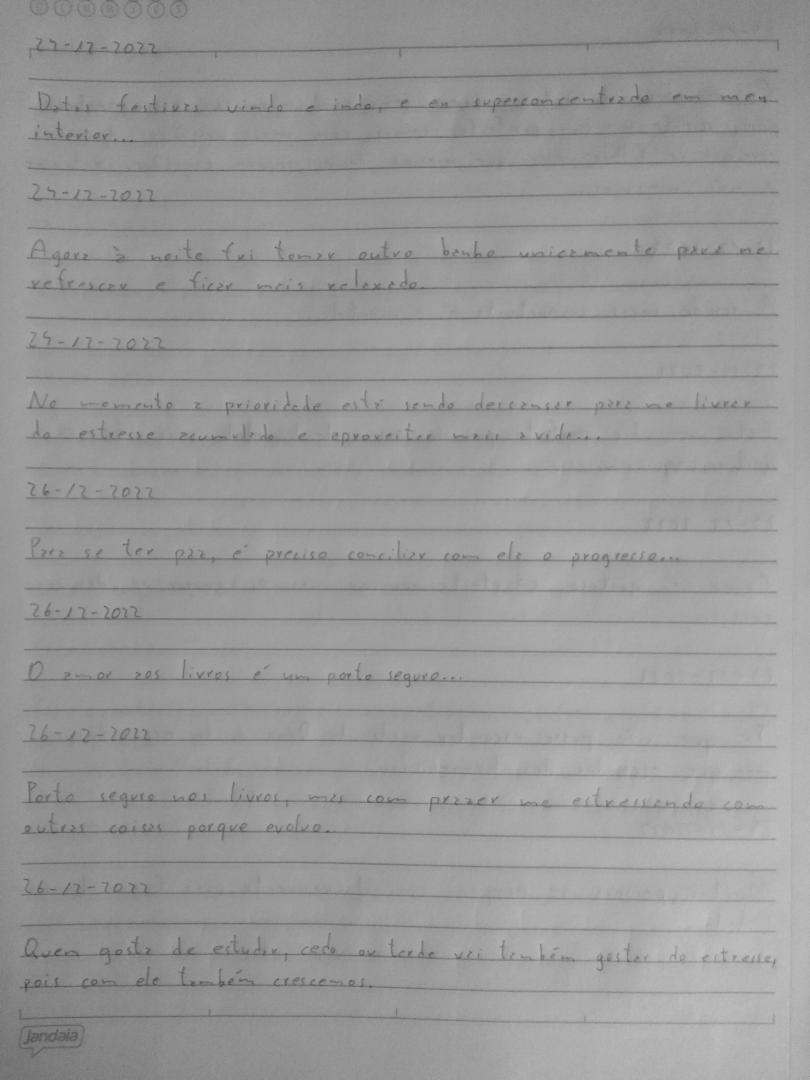 24-12-2022
Datas festivas vindo e indo, e eu superconcentrado em meu
interior...
24-12-2022
Agora à noite fui tomar outro banho unicamente para me
refrescar e ficar mais relaxado.
24-12-2022
No momento a prioridade está sendo descansar para me livrar
do estresse acumulado e aproveitar mais a vida...
26-12-2022
Para se ter paz, é preciso conciliar com ele o progresso...
26-12-2022
O amor aos livros é um porto seguro...
26-12-2022
Porto seguro nos livros, mas com prazer me estressando com
outras coisas porque evoluo.
26-12-2022
Quem gosta de estudar, cedo ou tarde vai também gostar do estresse,
pois com ele também crescemos.
Jandaia